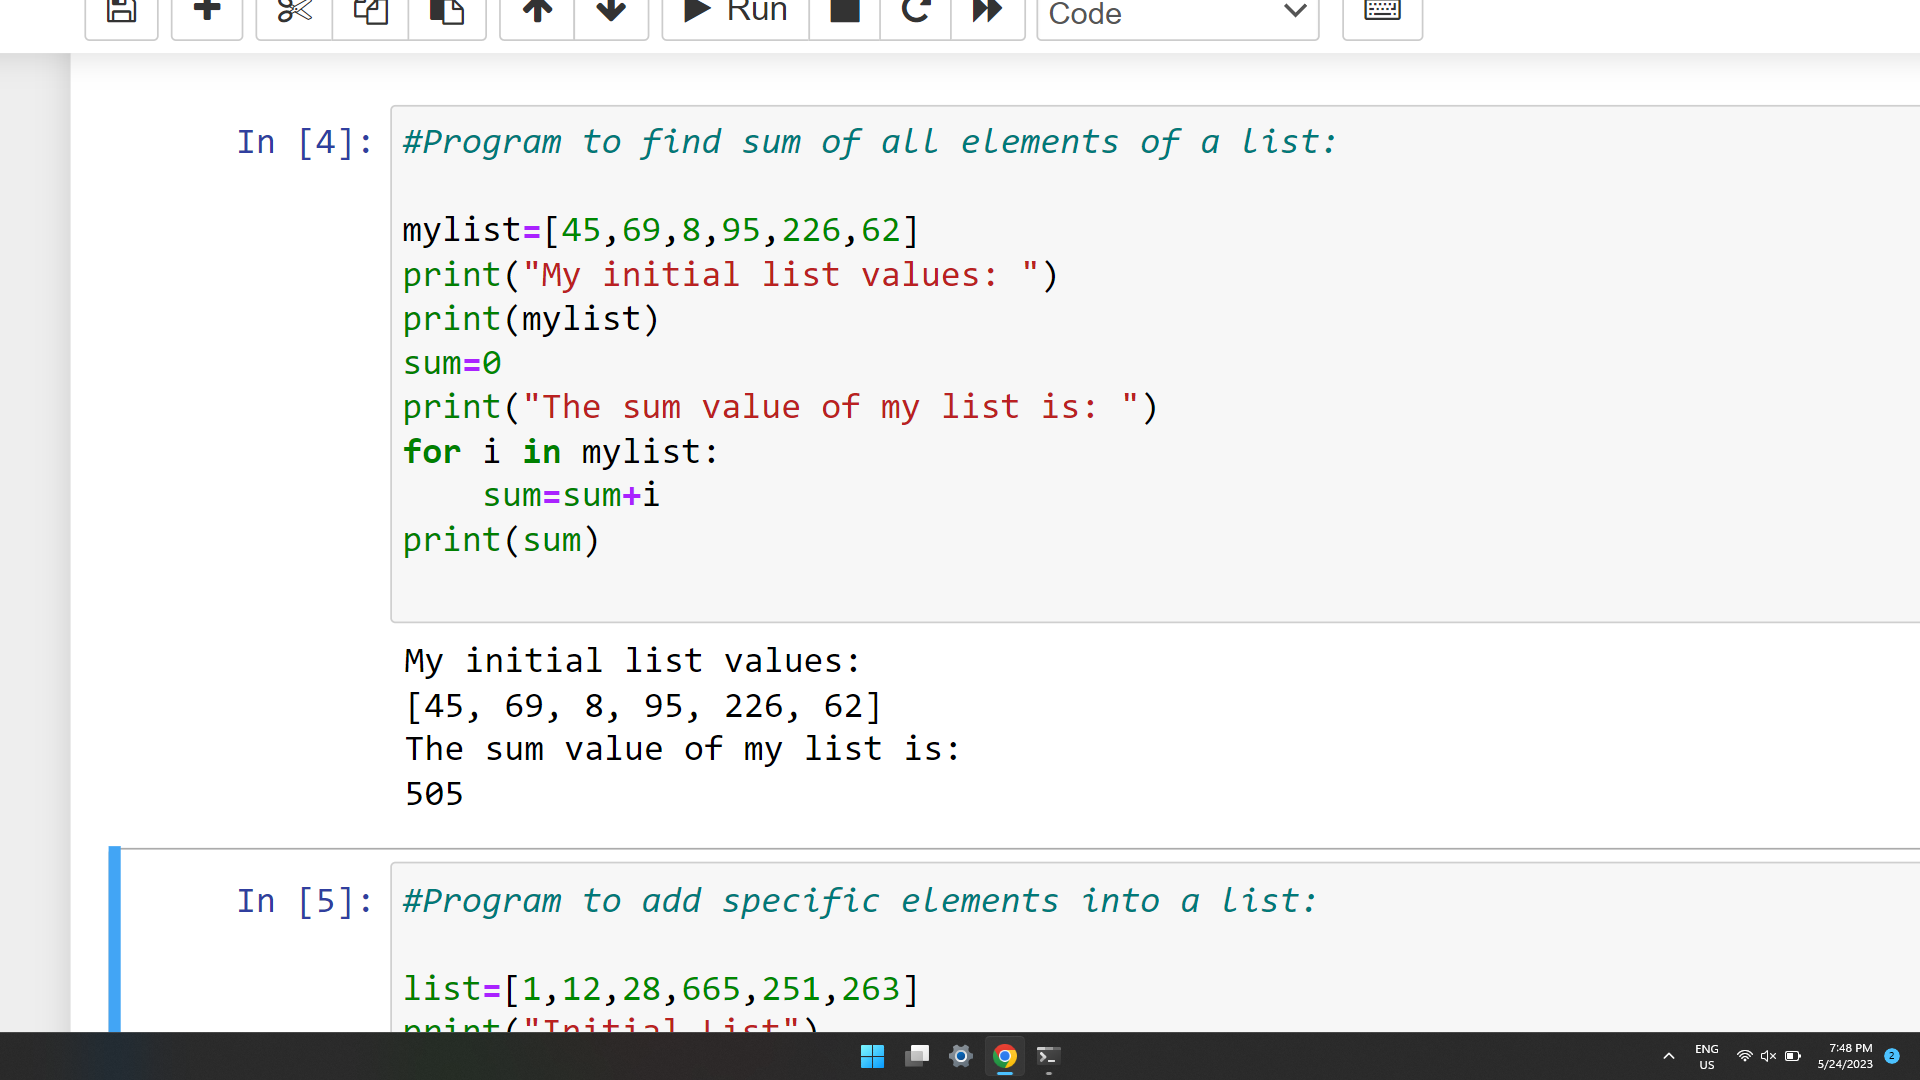 Run
Code
In [4]:
#Program to find sum of all elements of a list:
mylist=[45,69,8,95,226,62]
print("My initial list values: ")
print(mylist)
sum=0
print("The sum value of my list is: ")
for i in mylist:
    sum=sum+i
print(sum)
My initial list values:
[45, 69, 8, 95, 226, 62]
The sum value of my list is:
505
In [5]:
#Program to add specific elements into a list:
list=[1,12,28,665,251,263]
print("Initial List")
ENG
US
7:48 PM
5/24/2023
2